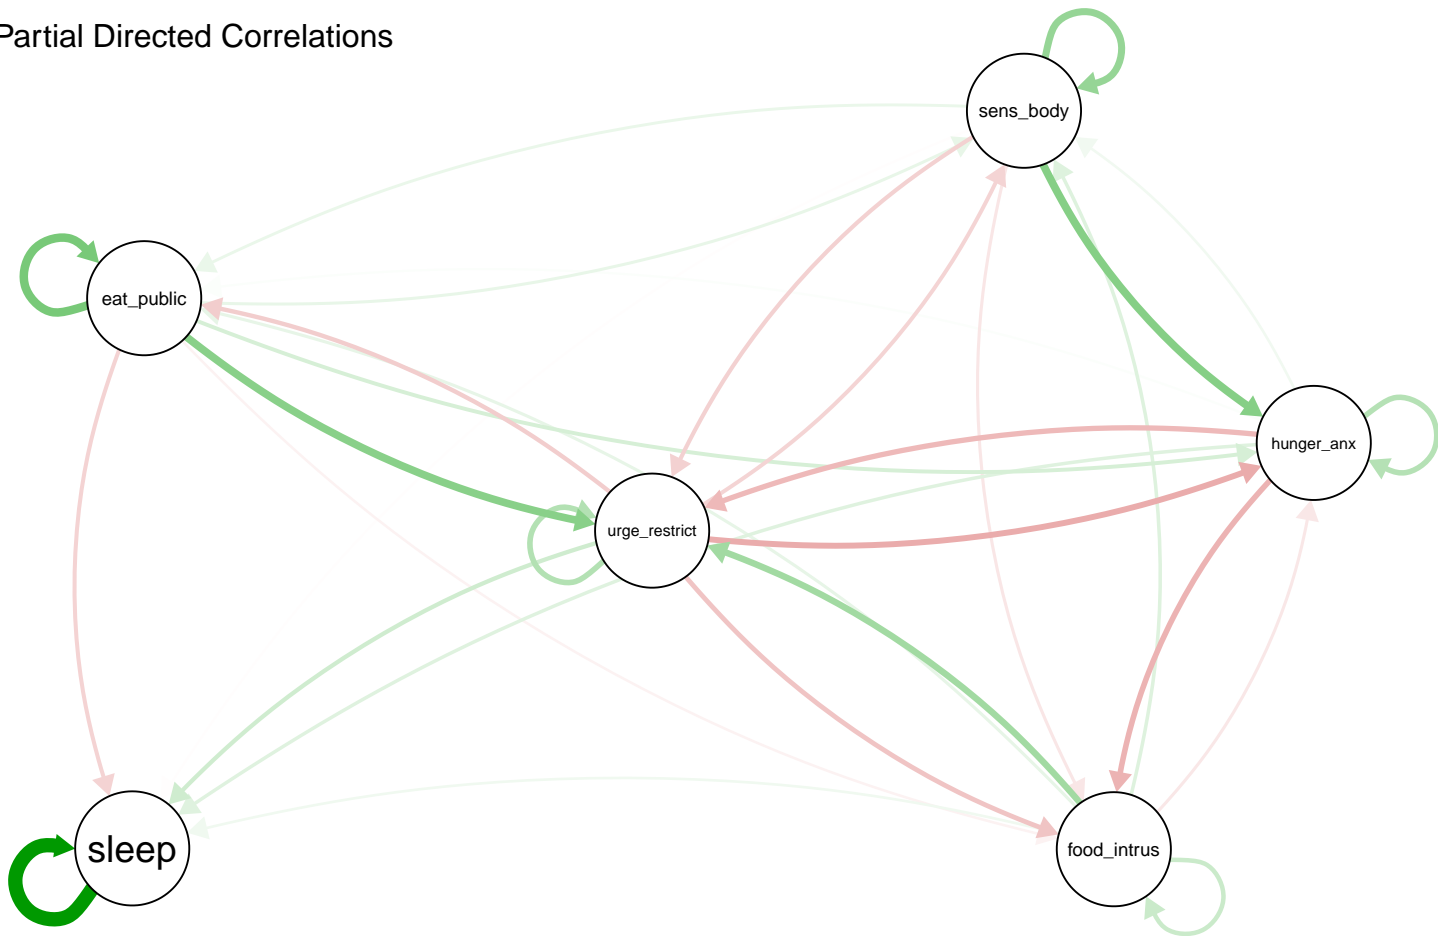 Partial Directed Correlations
sens_body
eat_public
hunger_anx
urge_restrict
sleep
food_intrus